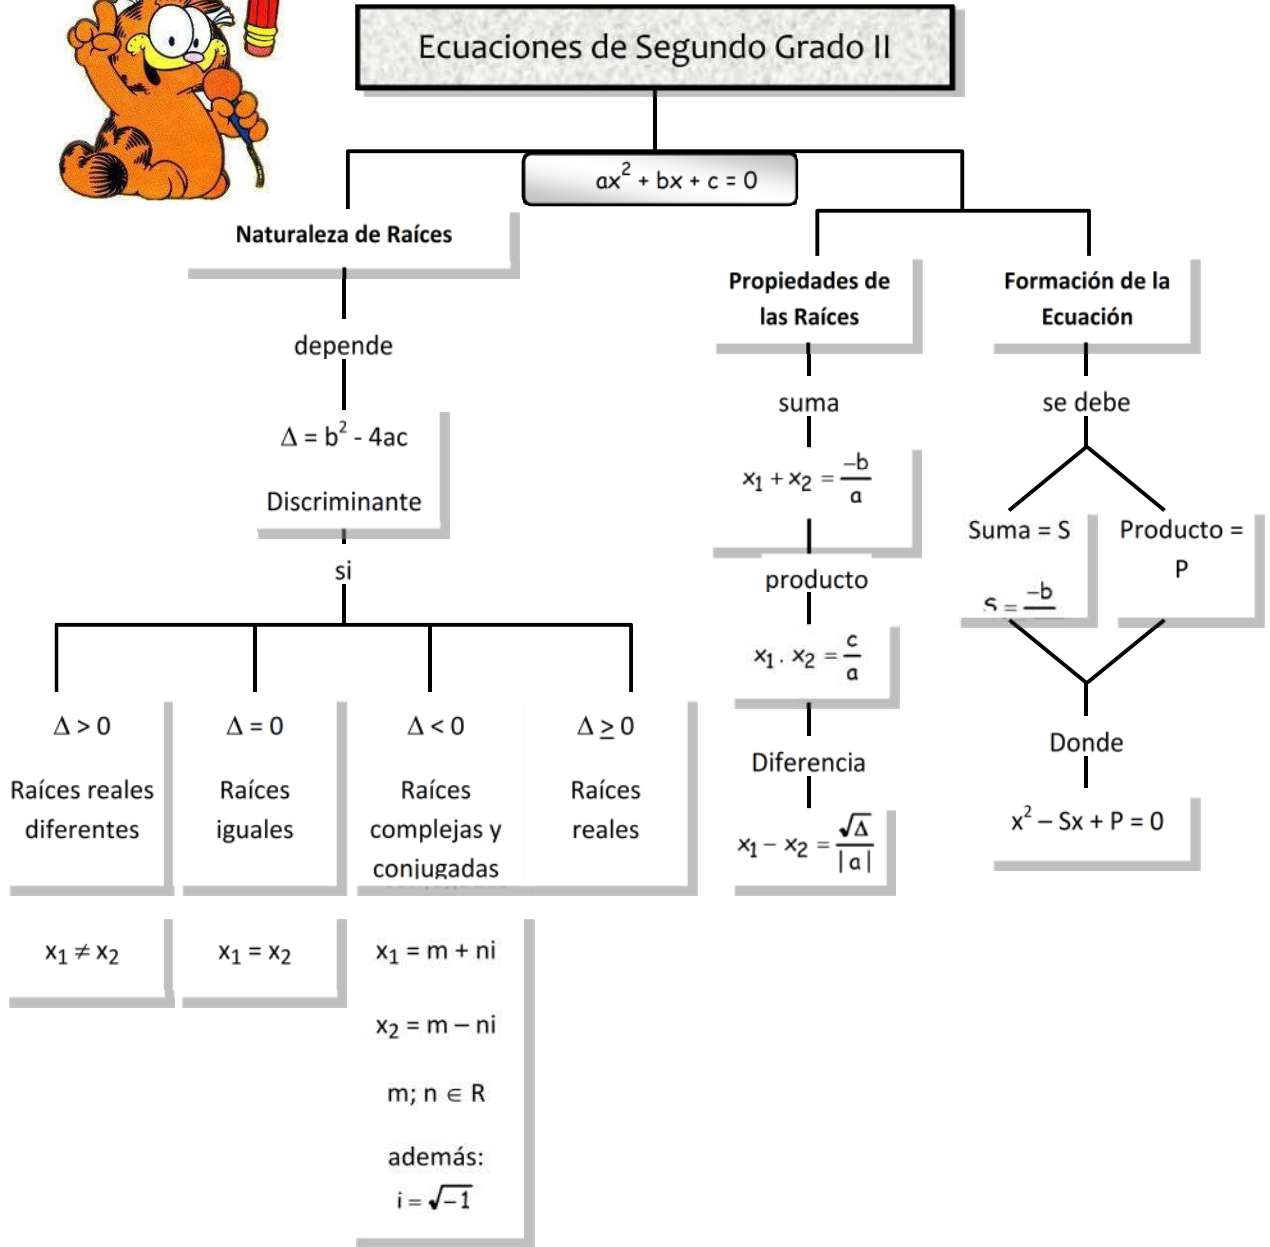 Ecuaciones de Segundo Grado II
ax² + bx + c = 0
Naturaleza de Raíces
depende
Δ = b² - 4ac
Discriminante
si
Δ > 0
Raíces reales
diferentes
x₁ ≠ x₂
Δ = 0
Raíces
iguales
x₁ = x₂
Δ < 0
Raíces
complejas y
conjugadas
x₁ = m + ni
x₂ = m – ni
m; n ∈ R
además:
i = √–1
Δ ≥ 0
Raíces
reales
Propiedades de
las Raíces
suma
x₁ + x₂ = –b/a
producto
x₁ . x₂ = c/a
Diferencia
x₁ – x₂ = √Δ/|a|
Formación de la
Ecuación
se debe
Suma = S
S = –b
Producto =
P
Donde
x² – Sx + P = 0